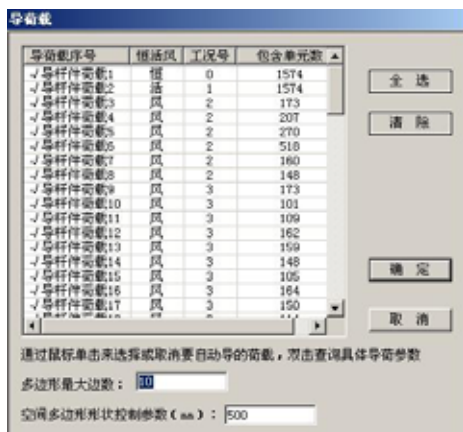 导荷载
导荷载序号 恒活风 工况号 包含单元数
√导杆件荷载1 恒 0 1574
√导杆件荷载2 活 1 1574
√导杆件荷载3 风 2 173
√导杆件荷载4 风 2 207
√导杆件荷载5 风 2 270
√导杆件荷载6 风 2 518
√导杆件荷载7 风 2 160
√导杆件荷载8 风 2 148
√导杆件荷载9 风 3 173
√导杆件荷载10 风 3 101
√导杆件荷载11 风 3 109
√导杆件荷载12 风 3 162
√导杆件荷载13 风 3 159
√导杆件荷载14 风 3 148
√导杆件荷载15 风 3 105
√导杆件荷载16 风 3 164
√导杆件荷载17 风 3 150
全 选
清 除
确 定
取 消
通过鼠标单击来选择或取消要自动导的荷载，双击查询具体导荷参数
多边形最大边数： 10
空间多边形形状控制参数(mm)： 500